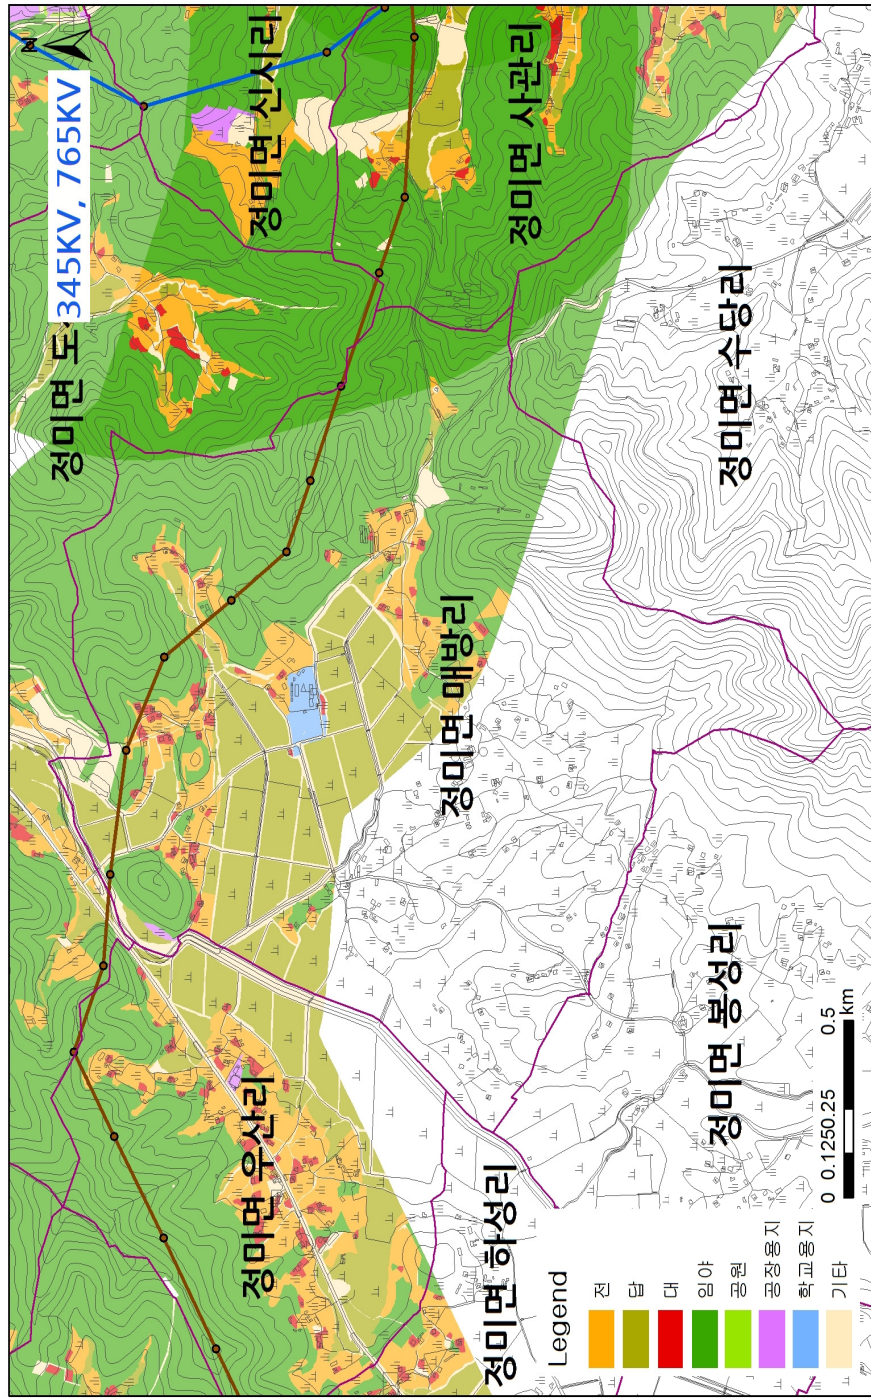 N
345KV, 765KV
정미면 도
정미면 신시리
정미면 사관리
정미면 수당리
정미면 매방리
정미면 우산리
정미면 하성리
정미면 봉성리
Legend
전
답
대
임야
공원
공장용지
학교용지
기타
0 0.1250.25 0.5
km